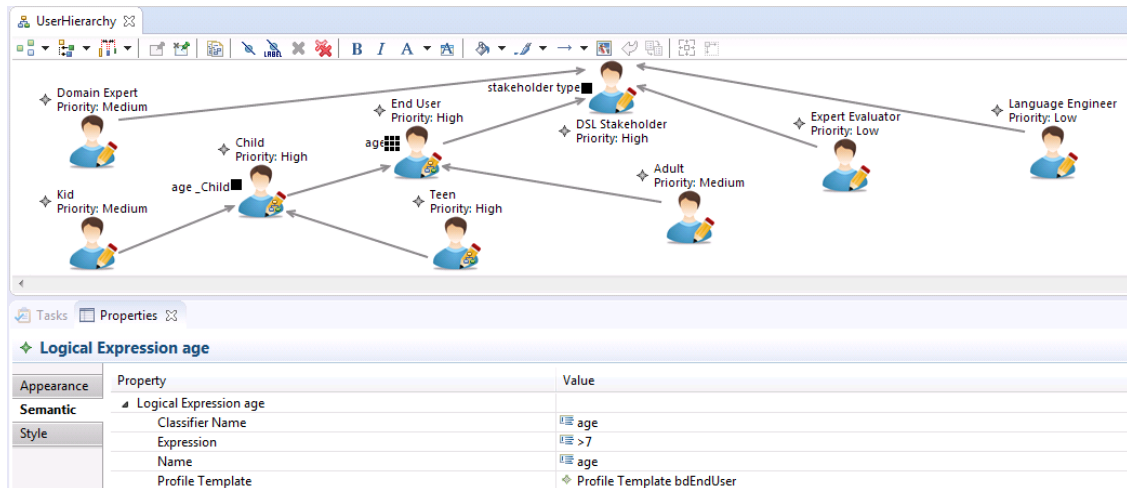 UserHierarchy
LABEL
B I A
stakeholder type
Domain Expert
Priority: Medium
End User
Priority: High
Language Engineer
Priority: Low
Expert Evaluator
Priority: Low
DSL Stakeholder
Priority: High
Child
Priority: High
age
Adult
Priority: Medium
age _Child
Kid
Priority: Medium
Teen
Priority: High
Tasks Properties
Logical Expression age
Appearance
Semantic
Style
Property Value
Logical Expression age
Classifier Name age
Expression >7
Name age
Profile Template Profile Template bdEndUser